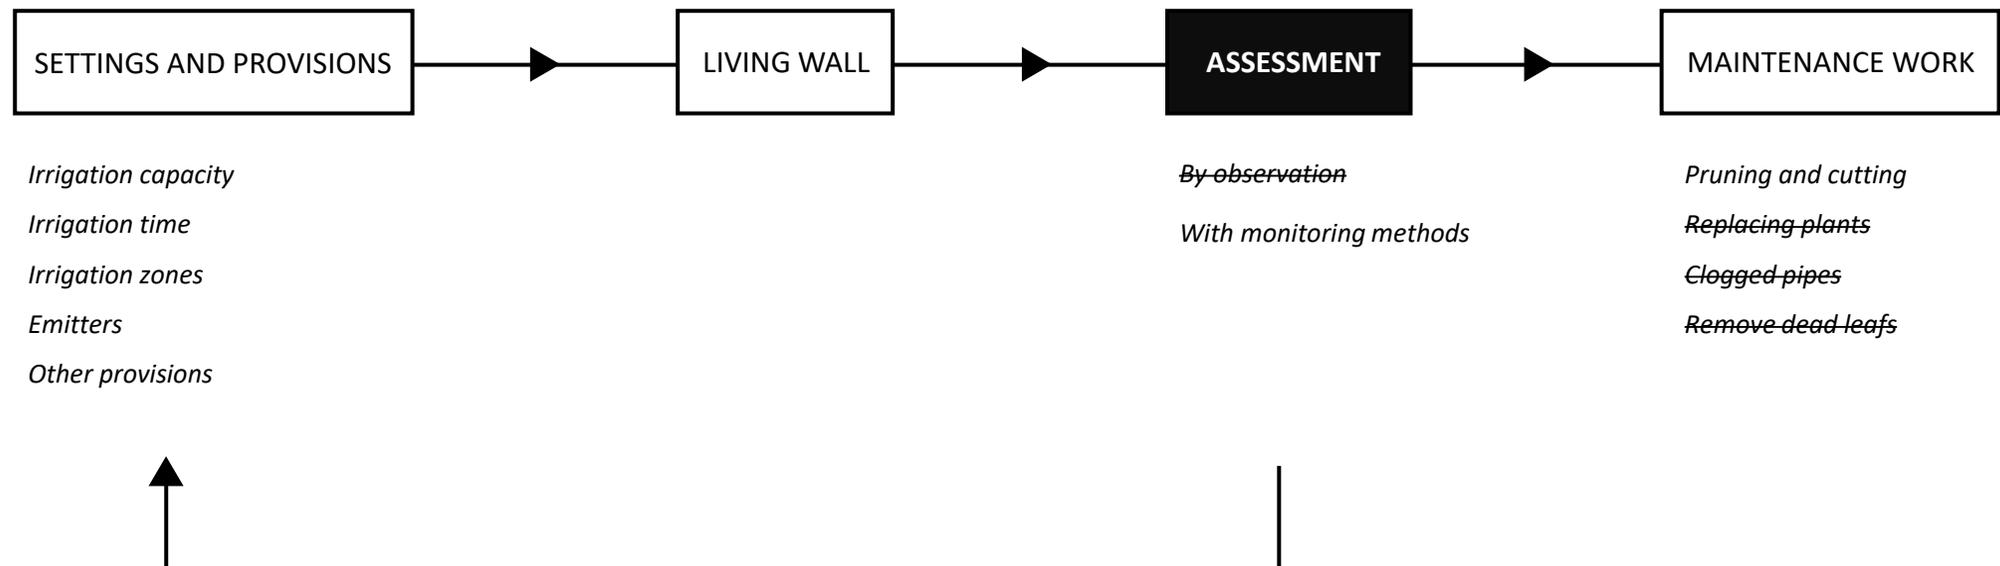 SETTINGS AND PROVISIONS
LIVING WALL
ASSESSMENT
MAINTENANCE WORK
Irrigation capacity
Irrigation time
Irrigation zones
Emitters
Other provisions
By observation
With monitoring methods
Pruning and cutting
Replacing plants
Clogged pipes
Remove dead leafs